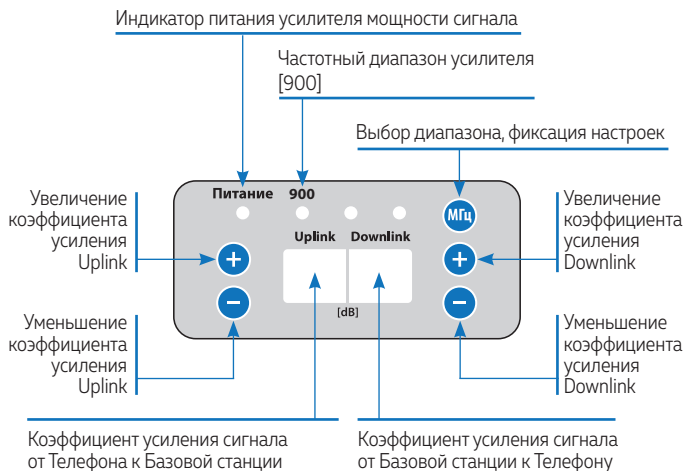 Индикатор питания усилителя мощности сигнала
Частотный диапазон усилителя
[900]
Выбор диапазона, фиксация настроек
Увеличение
коэффициента
усиления
Uplink
Питание 900
МГц
Uplink Downlink
+
+
−
−
[dB]
Увеличение
коэффициента
усиления
Downlink
Уменьшение
коэффициента
усиления
Uplink
Уменьшение
коэффициента
усиления
Downlink
Коэффициент усиления сигнала
от Телефона к Базовой станции
Коэффициент усиления сигнала
от Базовой станции к Телефону